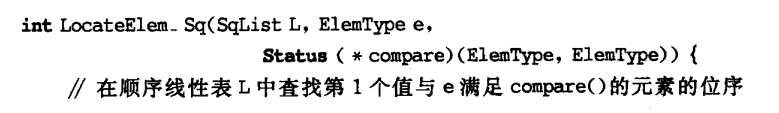 int LocateElem_Sq(SqList L, ElemType e,
Status ( * compare)(ElemType, ElemType)) {
// 在顺序线性表 L 中查找第 1 个值与 e 满足 compare()的元素的位序